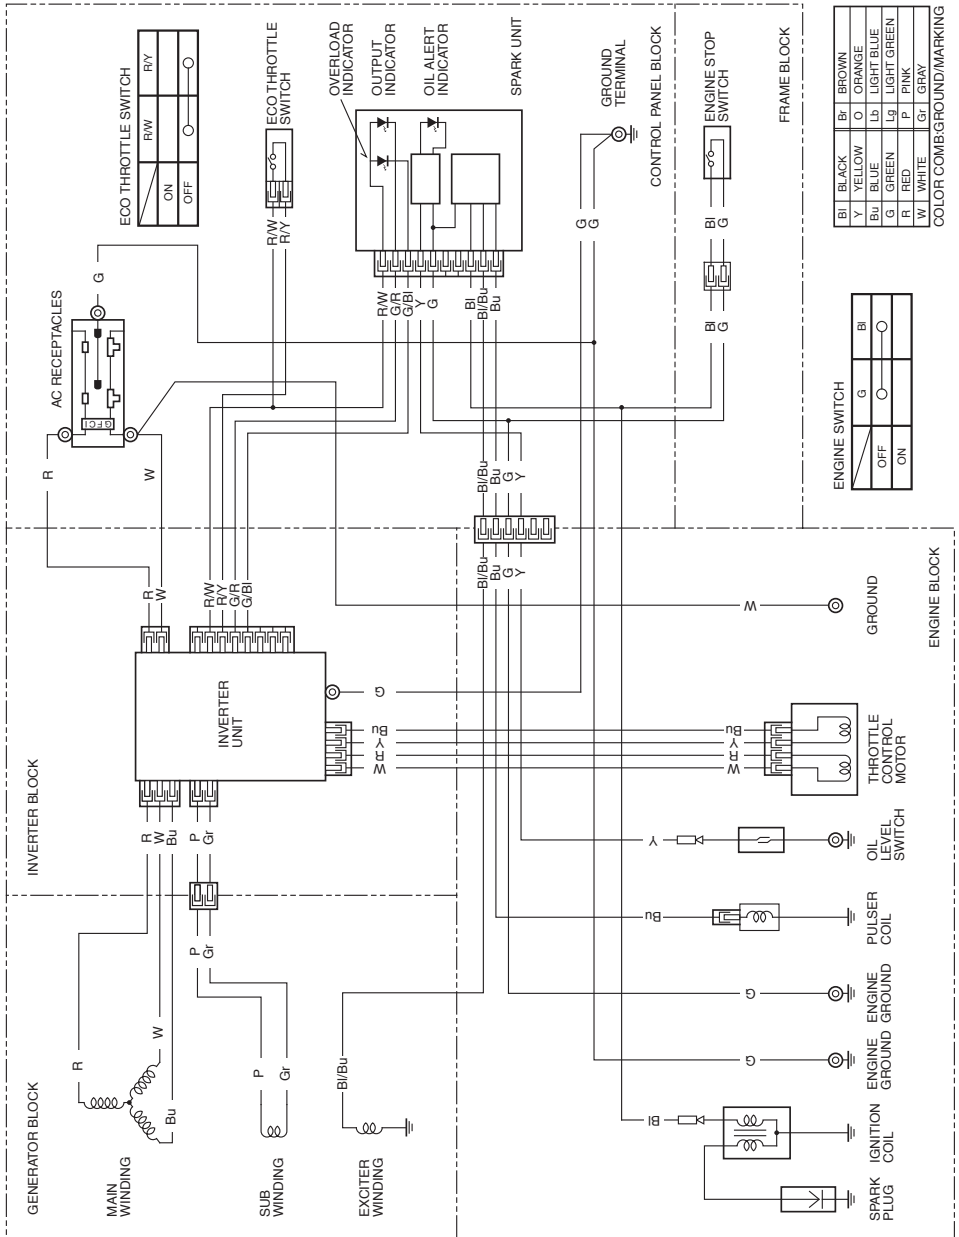 ECO THROTTLE SWITCH
R/W R/Y
ON
OFF
ECO THROTTLE
SWITCH
R/W
R/Y
OVERLOAD
INDICATOR
OUTPUT
INDICATOR
OIL ALERT
INDICATOR
SPARK UNIT
GROUND
TERMINAL
CONTROL PANEL BLOCK
ENGINE STOP
SWITCH
FRAME BLOCK
Bl BLACK Br BROWN
Y YELLOW O ORANGE
Bu BLUE Lb LIGHT BLUE
G GREEN Lg LIGHT GREEN
R RED P PINK
W WHITE Gr GRAY
COLOR COMB:GROUND/MARKING
AC RECEPTACLES
GFCI
G
R
W
R/W
G/R
G/Bl
Y
G
Bl
Bl/Bu
Bu
G
G
Bl
G
Bl
G
ENGINE SWITCH
G Bl
OFF
ON
Bl/Bu
Bu
G
Y
INVERTER BLOCK
R
W
R/W
R/Y
G/R
G/Bl
INVERTER
UNIT
Bl/Bu
Bu
G
Y
W
GROUND
ENGINE BLOCK
G
Bu
Y
R
W
Bu
Y
R
W
THROTTLE
CONTROL
MOTOR
R
W
Bu
P
Gr
Y
OIL
LEVEL
SWITCH
Bu
PULSER
COIL
G
ENGINE
GROUND
G
ENGINE
GROUND
Bl
IGNITION
COIL
SPARK
PLUG
GENERATOR BLOCK
R
W
Bu
MAIN
WINDING
P
Gr
P
Gr
SUB
WINDING
Bl/Bu
EXCITER
WINDING